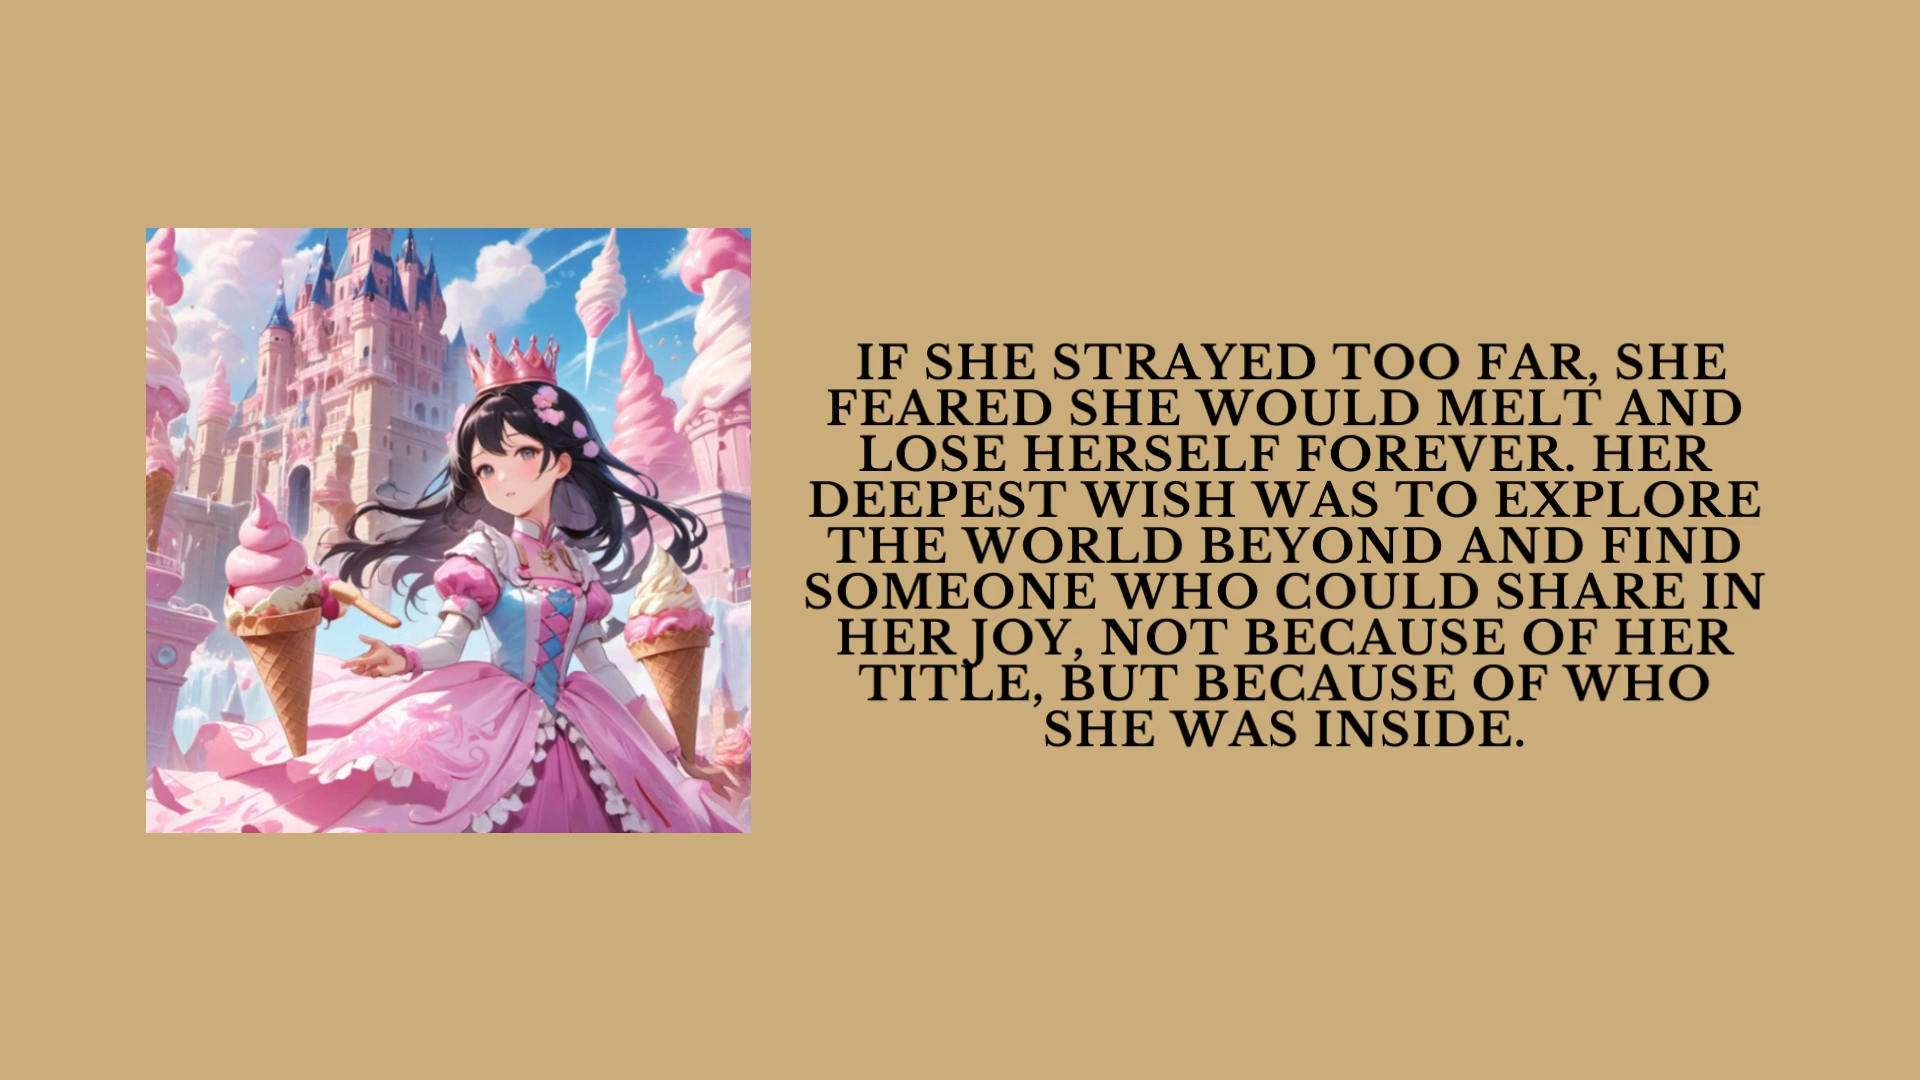 IF SHE STRAYED TOO FAR, SHE
FEARED SHE WOULD MELT AND
LOSE HERSELF FOREVER. HER
DEEPEST WISH WAS TO EXPLORE
THE WORLD BEYOND AND FIND
SOMEONE WHO COULD SHARE IN
HER JOY, NOT BECAUSE OF HER
TITLE, BUT BECAUSE OF WHO
SHE WAS INSIDE.